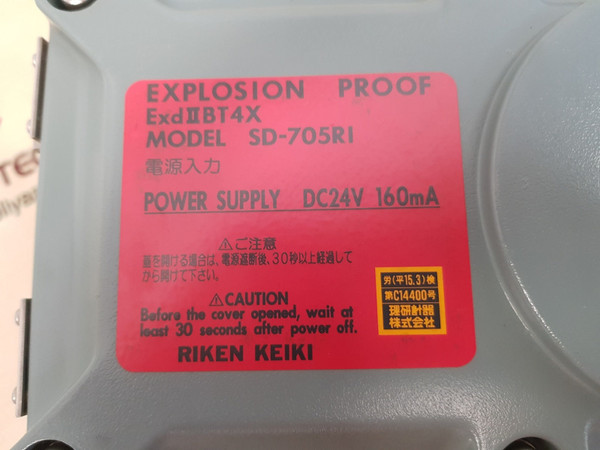 EXPLOSION PROOF
ExdⅡBT4X
MODEL SD-705RI
電源入力
POWER SUPPLY DC24V 160mA
⚠ご注意
蓋を開ける場合は、電源遮断後、30秒以上経過して
から開けて下さい。
⚠CAUTION
Before the cover opened, wait at
least 30 seconds after power off.
RIKEN KEIKI
労(平15.3)検
第C14400号
理研計器
株式会社